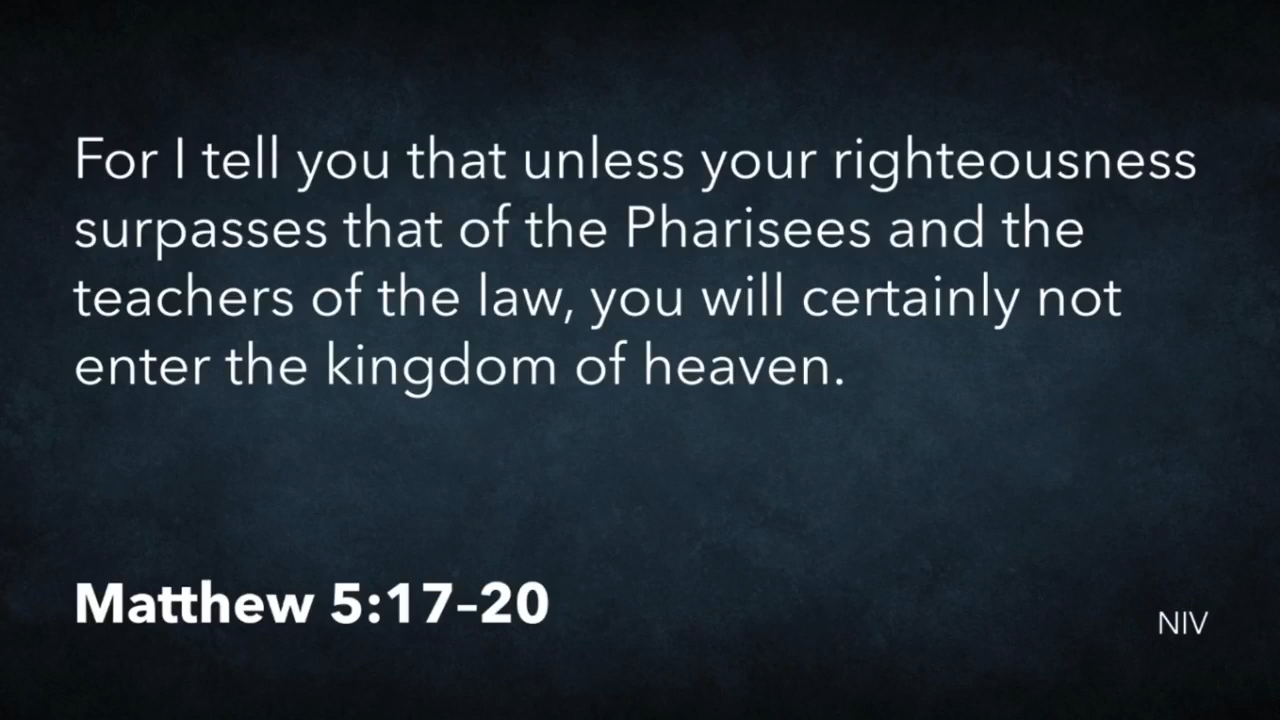 For I tell you that unless your righteousness
surpasses that of the Pharisees and the
teachers of the law, you will certainly not
enter the kingdom of heaven.
Matthew 5:17–20
NIV